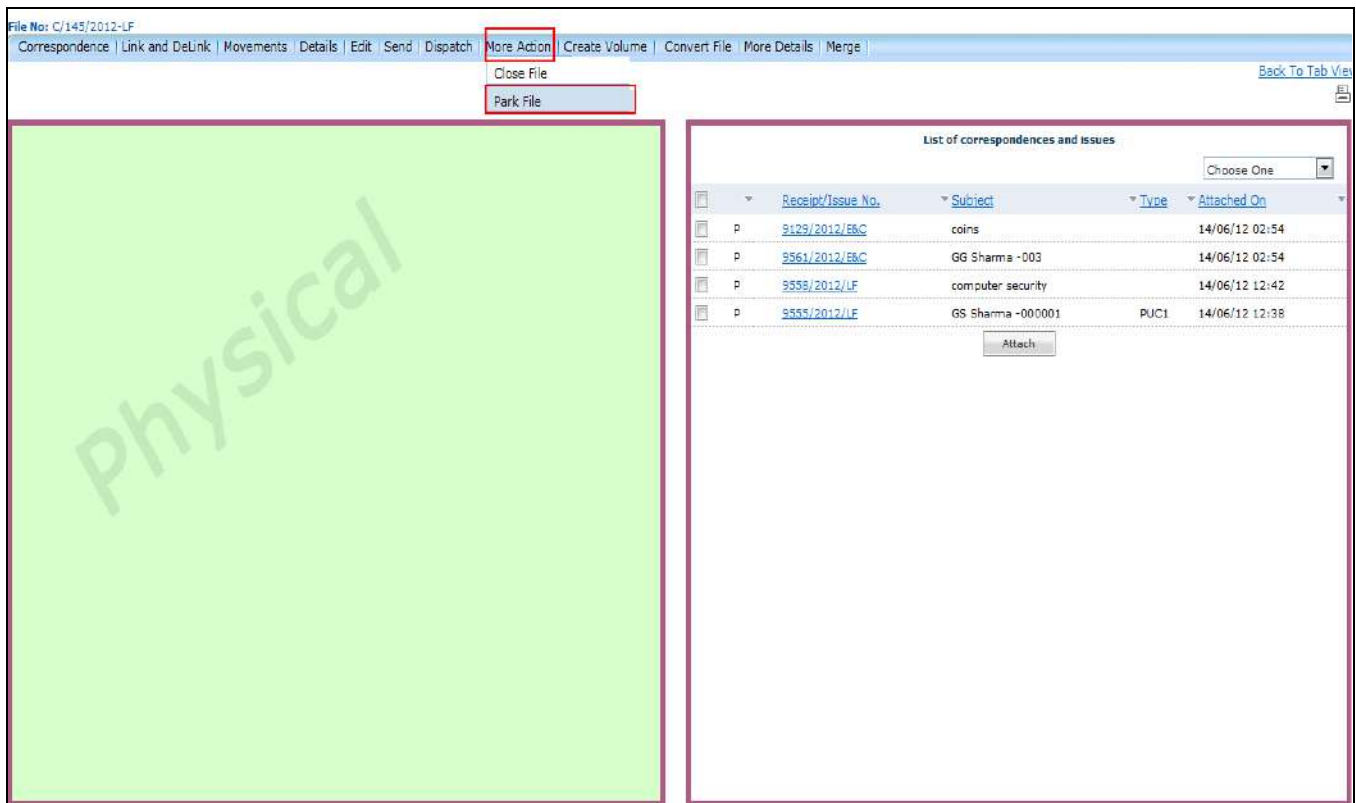 File No: C/145/2012-LF
Correspondence | Link and DeLink | Movements | Details | Edit | Send | Dispatch | More Action | Create Volume | Convert File | More Details | Merge |
Close File
Park File
Back To Tab View
Physical
List of correspondences and issues
Choose One
Receipt/Issue No. Subject Type Attached On
P 9129/2012/E&C coins 14/06/12 02:54
P 9561/2012/E&C GG Sharma -003 14/06/12 02:54
P 9558/2012/LF computer security 14/06/12 12:42
P 9555/2012/LF GS Sharma -000001 PUC1 14/06/12 12:38
Attach